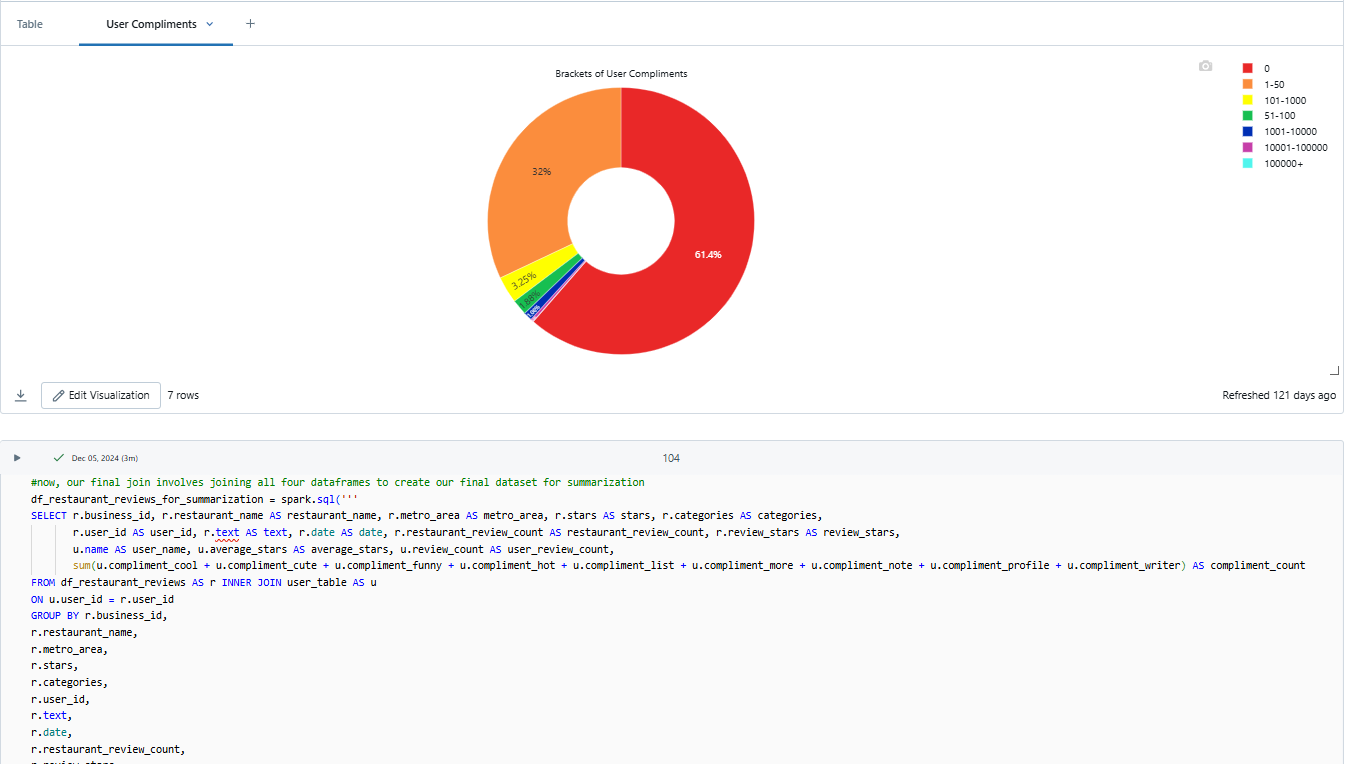 Table
User Compliments
+
Brackets of User Compliments
0
1-50
101-1000
51-100
1001-10000
10001-100000
100000+
32%
61.4%
3.25%
1.88%
Edit Visualization
7 rows
Refreshed 121 days ago
Dec 05, 2024 (3m)
104
#now, our final join involves joining all four dataframes to create our final dataset for summarization
df_restaurant_reviews_for_summarization = spark.sql('''
SELECT r.business_id, r.restaurant_name AS restaurant_name, r.metro_area AS metro_area, r.stars AS stars, r.categories AS categories,
r.user_id AS user_id, r.text AS text, r.date AS date, r.restaurant_review_count AS restaurant_review_count, r.review_stars AS review_stars,
u.name AS user_name, u.average_stars AS average_stars, u.review_count AS user_review_count,
sum(u.compliment_cool + u.compliment_cute + u.compliment_funny + u.compliment_hot + u.compliment_list + u.compliment_more + u.compliment_note + u.compliment_profile + u.compliment_writer) AS compliment_count
FROM df_restaurant_reviews AS r INNER JOIN user_table AS u
ON u.user_id = r.user_id
GROUP BY r.business_id,
r.restaurant_name,
r.metro_area,
r.stars,
r.categories,
r.user_id,
r.text,
r.date,
r.restaurant_review_count,